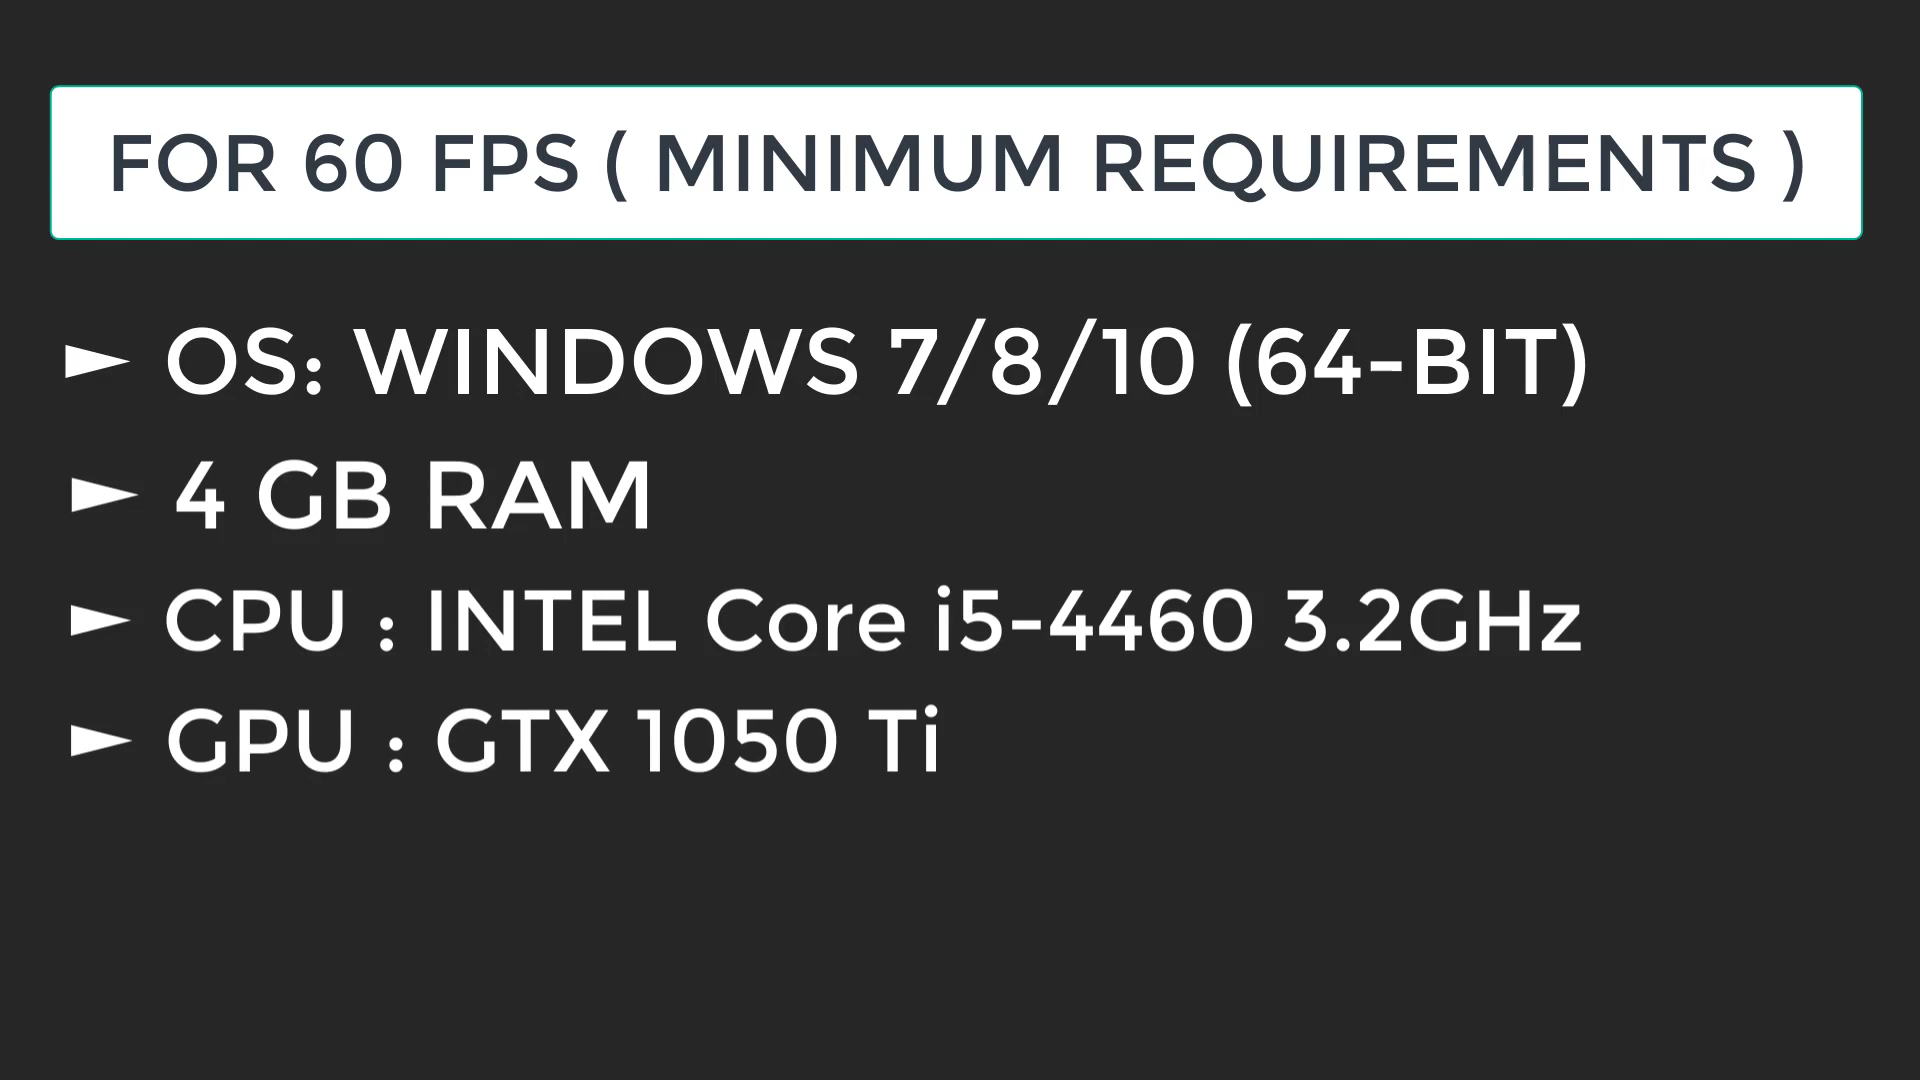 FOR 60 FPS ( MINIMUM REQUIREMENTS )
► OS: WINDOWS 7/8/10 (64-BIT)
► 4 GB RAM
► CPU : INTEL Core i5-4460 3.2GHz
► GPU : GTX 1050 Ti